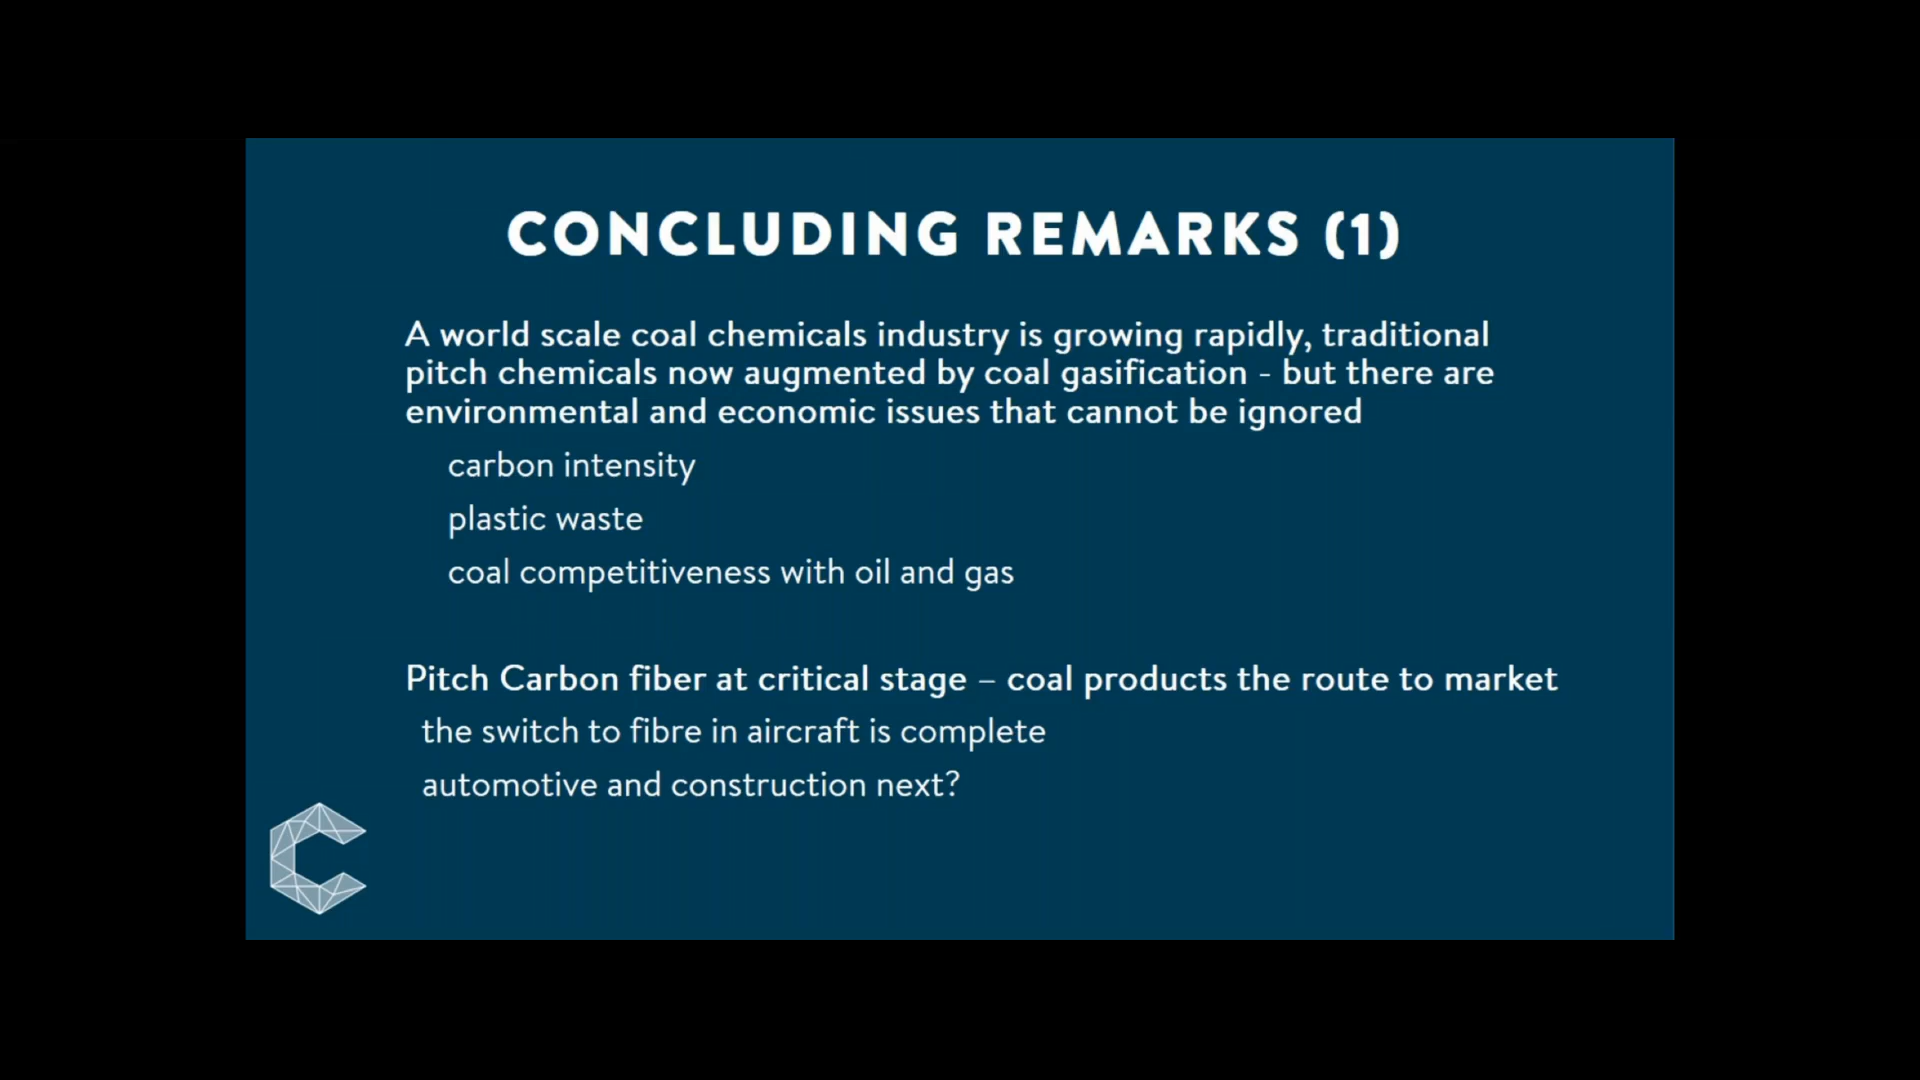 CONCLUDING REMARKS (1)
A world scale coal chemicals industry is growing rapidly, traditional
pitch chemicals now augmented by coal gasification - but there are
environmental and economic issues that cannot be ignored
carbon intensity
plastic waste
coal competitiveness with oil and gas
Pitch Carbon fiber at critical stage – coal products the route to market
the switch to fibre in aircraft is complete
automotive and construction next?